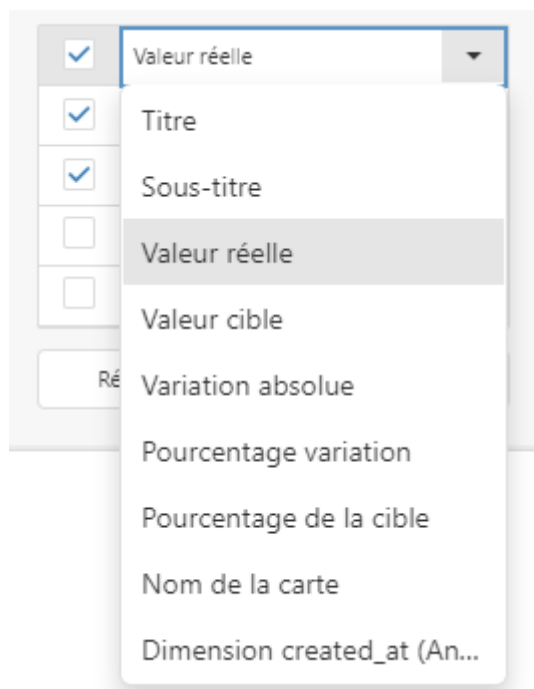 Valeur réelle
Titre
Sous-titre
Valeur réelle
Valeur cible
Ré
Variation absolue
Pourcentage variation
Pourcentage de la cible
Nom de la carte
Dimension created_at (An...